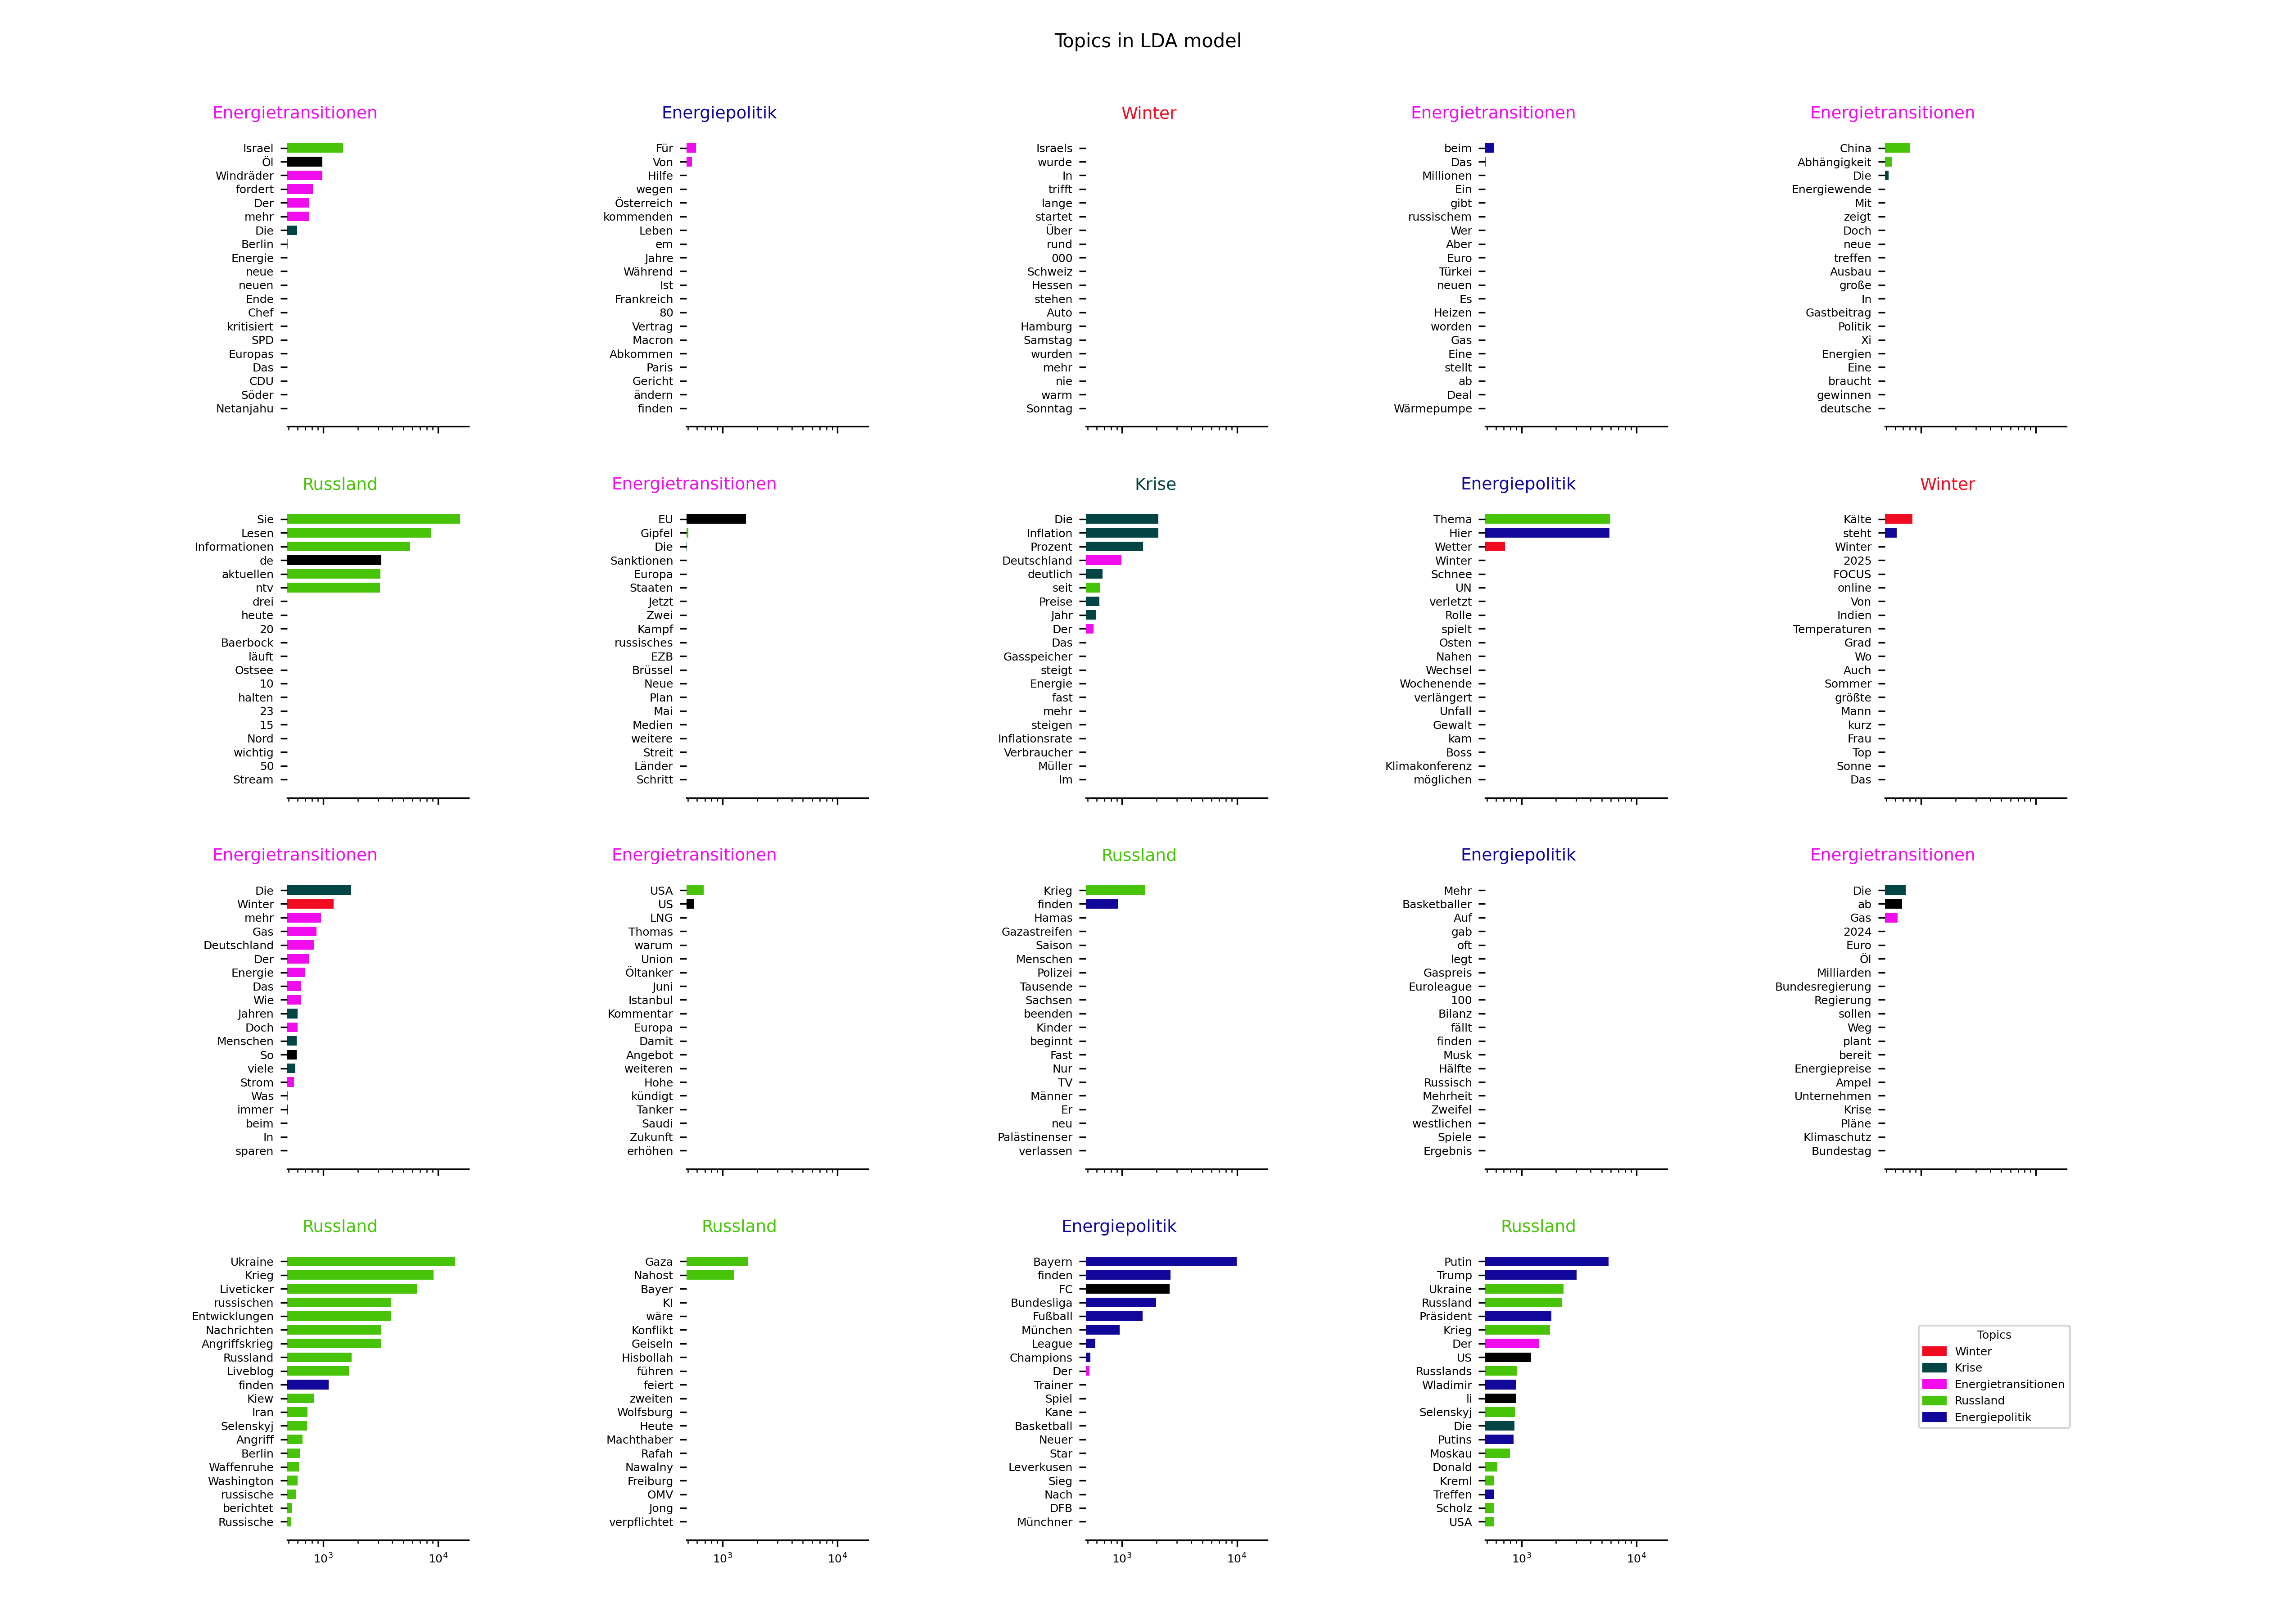 Topics in LDA model
Energietransitionen
Israel
Öl
Windräder
fordert
Der
mehr
Die
Berlin
Energie
neue
neuen
Ende
Chef
kritisiert
SPD
Europas
Das
CDU
Söder
Netanjahu
Energiepolitik
Für
Von
Hilfe
wegen
Österreich
kommenden
Leben
em
Jahre
Während
Ist
Frankreich
80
Vertrag
Macron
Abkommen
Paris
Gericht
ändern
finden
Winter
Israels
wurde
In
trifft
lange
startet
Über
rund
000
Schweiz
Hessen
stehen
Auto
Hamburg
Samstag
wurden
mehr
nie
warm
Sonntag
Energietransitionen
beim
Das
Millionen
Ein
gibt
russischem
Wer
Aber
Euro
Türkei
neuen
Es
Heizen
worden
Gas
Eine
stellt
ab
Deal
Wärmepumpe
Energietransitionen
China
Abhängigkeit
Die
Energiewende
Mit
zeigt
Doch
neue
treffen
Ausbau
große
In
Gastbeitrag
Politik
Xi
Energien
Eine
braucht
gewinnen
deutsche
Russland
Sie
Lesen
Informationen
de
aktuellen
ntv
drei
heute
20
Baerbock
läuft
Ostsee
10
halten
23
15
Nord
wichtig
50
Stream
Energietransitionen
EU
Gipfel
Die
Sanktionen
Europa
Staaten
Jetzt
Zwei
Kampf
russisches
EZB
Brüssel
Neue
Plan
Mai
Medien
weitere
Streit
Länder
Schritt
Krise
Die
Inflation
Prozent
Deutschland
deutlich
seit
Preise
Jahr
Der
Das
Gasspeicher
steigt
Energie
fast
mehr
steigen
Inflationsrate
Verbraucher
Müller
Im
Energiepolitik
Thema
Hier
Wetter
Winter
Schnee
UN
verletzt
Rolle
spielt
Osten
Nahen
Wechsel
Wochenende
verlängert
Unfall
Gewalt
kam
Boss
Klimakonferenz
möglichen
Winter
Kälte
steht
Winter
2025
FOCUS
online
Von
Indien
Temperaturen
Grad
Wo
Auch
Sommer
größte
Mann
kurz
Frau
Top
Sonne
Das
Energietransitionen
Die
Winter
mehr
Gas
Deutschland
Der
Energie
Das
Wie
Jahren
Doch
Menschen
So
viele
Strom
Was
immer
beim
In
sparen
Energietransitionen
USA
US
LNG
Thomas
warum
Union
Öltanker
Juni
Istanbul
Kommentar
Europa
Damit
Angebot
weiteren
Hohe
kündigt
Tanker
Saudi
Zukunft
erhöhen
Russland
Krieg
finden
Hamas
Gazastreifen
Saison
Menschen
Polizei
Tausende
Sachsen
beenden
Kinder
beginnt
Fast
Nur
TV
Männer
Er
neu
Palästinenser
verlassen
Energiepolitik
Mehr
Basketballer
Auf
gab
oft
legt
Gaspreis
Euroleague
100
Bilanz
fällt
finden
Musk
Hälfte
Russisch
Mehrheit
Zweifel
westlichen
Spiele
Ergebnis
Energietransitionen
Die
ab
Gas
2024
Euro
Öl
Milliarden
Bundesregierung
Regierung
sollen
Weg
plant
bereit
Energiepreise
Ampel
Unternehmen
Krise
Pläne
Klimaschutz
Bundestag
Russland
Ukraine
Krieg
Liveticker
russischen
Entwicklungen
Nachrichten
Angriffskrieg
Russland
Liveblog
finden
Kiew
Iran
Selenskyj
Angriff
Berlin
Waffenruhe
Washington
russische
berichtet
Russische
10³ 10⁴
Russland
Gaza
Nahost
Bayer
KI
wäre
Konflikt
Geiseln
Hisbollah
führen
feiert
zweiten
Wolfsburg
Heute
Machthaber
Rafah
Nawalny
Freiburg
OMV
Jong
verpflichtet
10³ 10⁴
Energiepolitik
Bayern
finden
FC
Bundesliga
Fußball
München
League
Champions
Der
Trainer
Spiel
Kane
Basketball
Neuer
Star
Leverkusen
Sieg
Nach
DFB
Münchner
10³ 10⁴
Russland
Putin
Trump
Ukraine
Russland
Präsident
Krieg
Der
US
Russlands
Wladimir
li
Selenskyj
Die
Putins
Moskau
Donald
Kreml
Treffen
Scholz
USA
10³ 10⁴
Topics
Winter
Krise
Energietransitionen
Russland
Energiepolitik